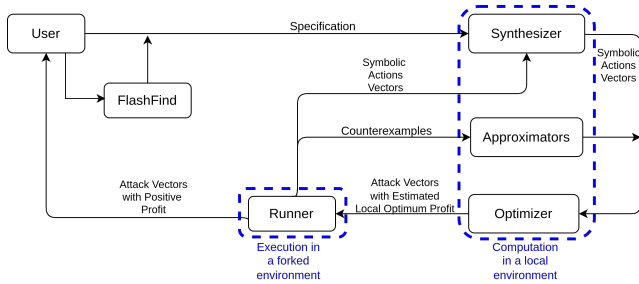 User
Specification
Synthesizer
Symbolic
Actions
Vectors
Symbolic
Actions
Vectors
FlashFind
Counterexamples
Approximators
Attack Vectors
with Positive
Profit
Runner
Attack Vectors
with Estimated
Local Optimum Profit
Optimizer
Execution in
a forked
environment
Computation
in a local
environment